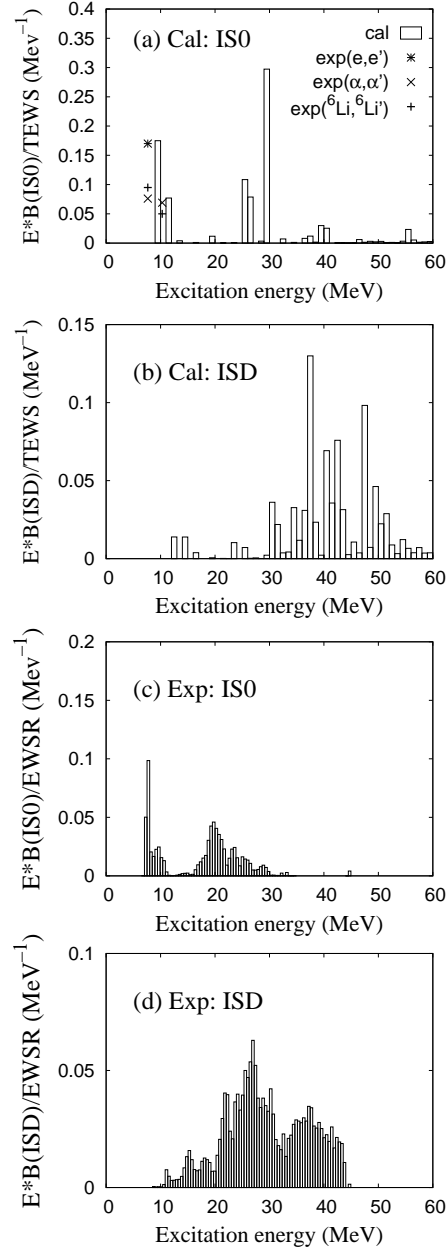 0.4
0.35
0.3
0.25
0.2
0.15
0.1
0.05
0
E*B(IS0)/TEWS (MeV⁻¹)
(a) Cal: IS0
cal
exp(e,e')
exp(α,α')
exp(⁶Li,⁶Li')
0 10 20 30 40 50 60
Excitation energy (MeV)
0.15
0.1
0.05
0
E*B(ISD)/TEWS (MeV⁻¹)
(b) Cal: ISD
0 10 20 30 40 50 60
Excitation energy (MeV)
0.2
0.15
0.1
0.05
0
E*B(IS0)/EWSR (Mev⁻¹)
(c) Exp: IS0
0 10 20 30 40 50 60
Excitation energy (MeV)
0.1
0.05
0
E*B(ISD)/EWSR (MeV⁻¹)
(d) Exp: ISD
0 10 20 30 40 50 60
Excitation energy (MeV)